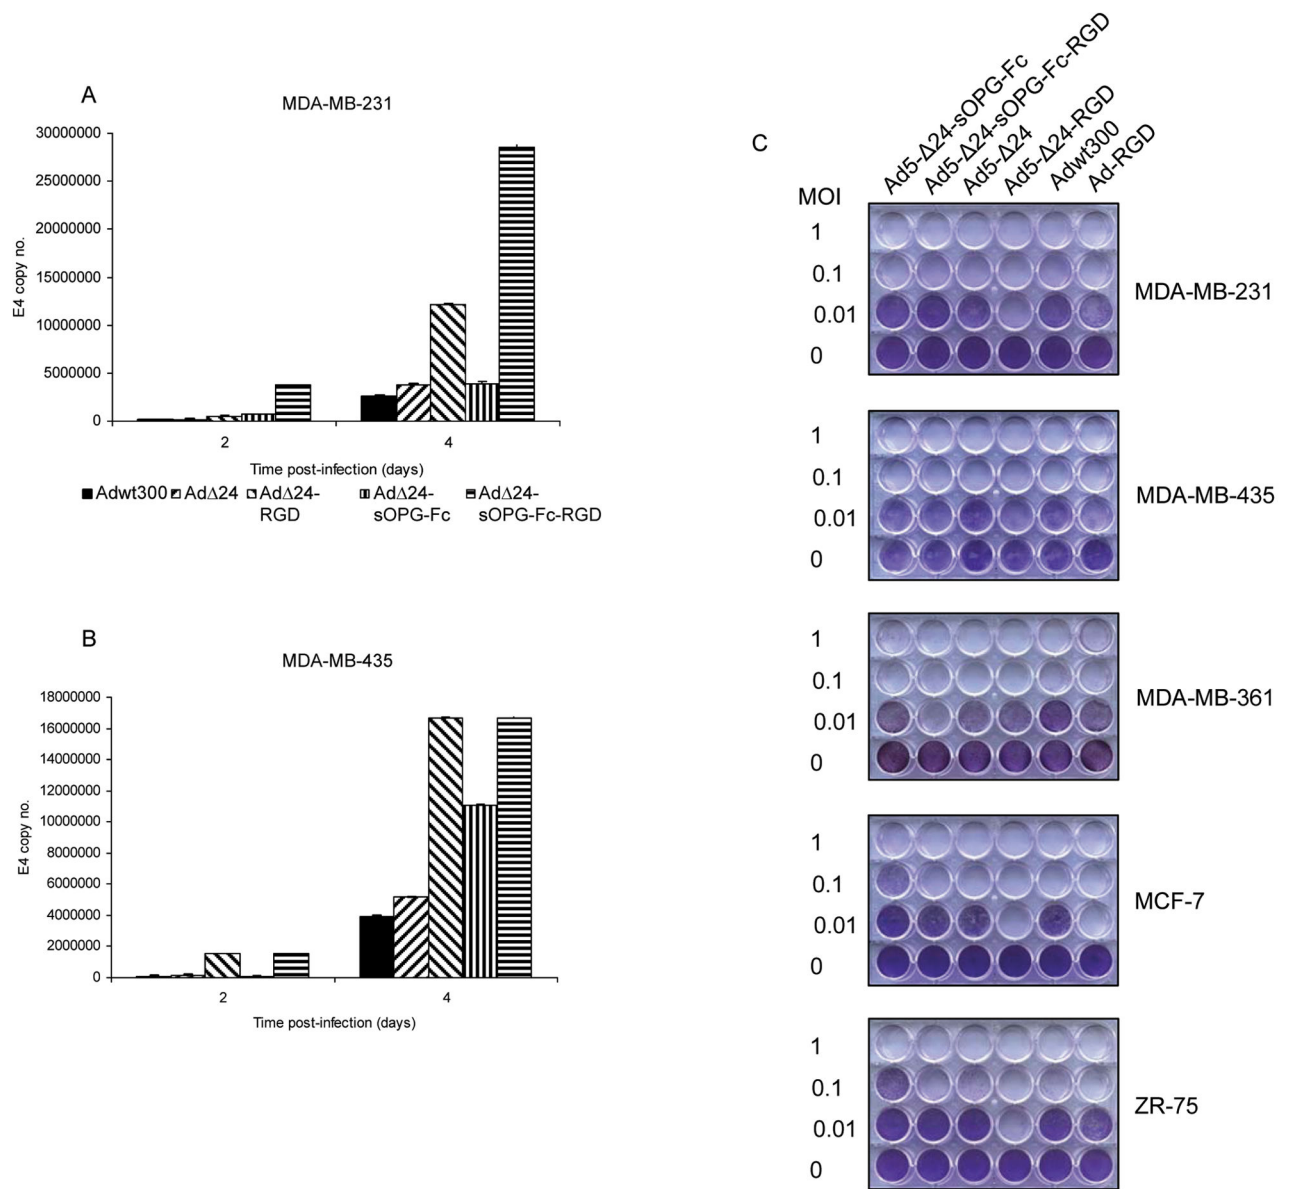 A
MDA-MB-231
30000000
25000000
20000000
15000000
10000000
5000000
0
E4 copy no.
2 4
Time post-infection (days)
Adwt300 AdΔ24 AdΔ24- AdΔ24- AdΔ24-
RGD sOPG-Fc sOPG-Fc-RGD
B
MDA-MB-435
18000000
16000000
14000000
12000000
10000000
8000000
6000000
4000000
2000000
0
E4 copy no.
2 4
Time post-infection (days)
C
Ad5-Δ24-sOPG-Fc
Ad5-Δ24-sOPG-Fc-RGD
Ad5-Δ24
Ad5-Δ24-RGD
Adwt300
Ad-RGD
MOI
1
0.1
0.01
0
MDA-MB-231
1
0.1
0.01
0
MDA-MB-435
1
0.1
0.01
0
MDA-MB-361
1
0.1
0.01
0
MCF-7
1
0.1
0.01
0
ZR-75